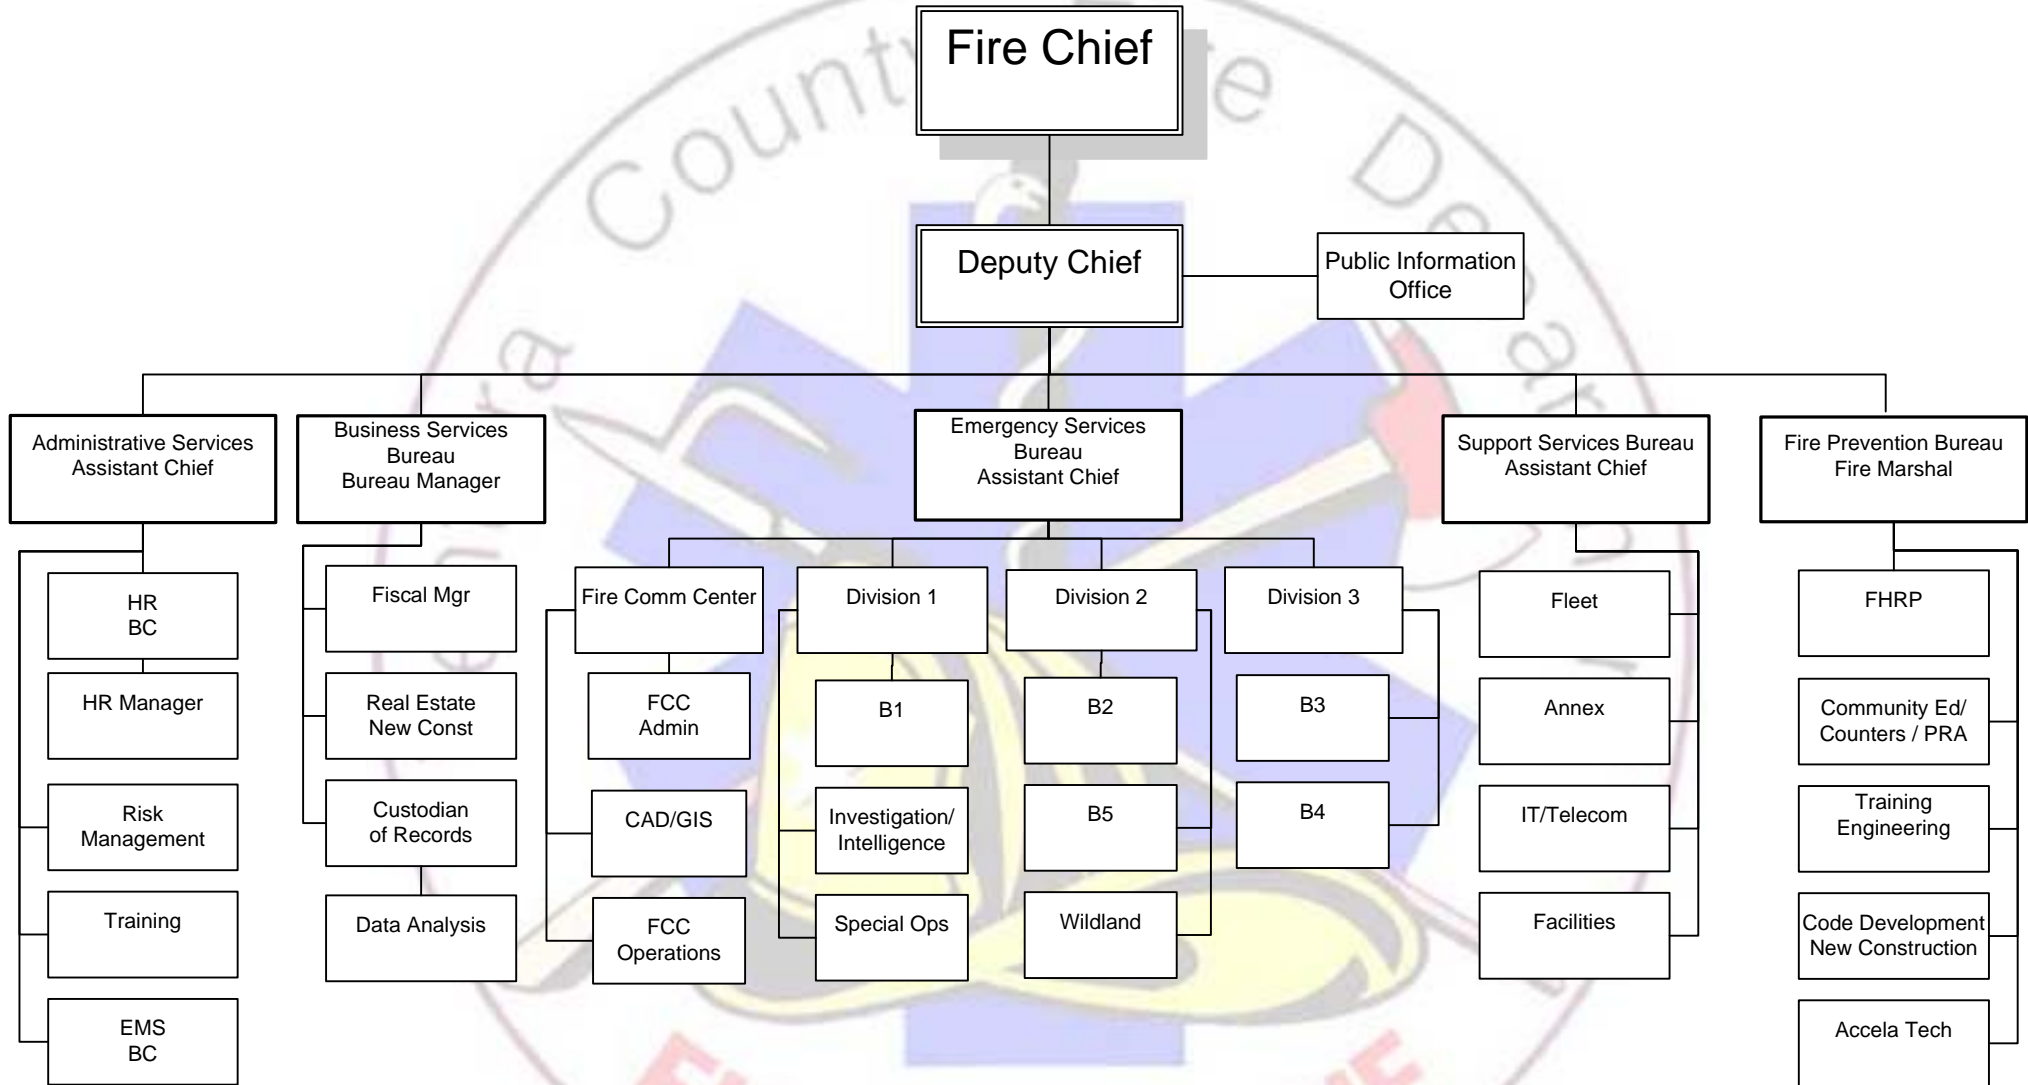 Fire Chief
Deputy Chief
Public Information
Office
Administrative Services
Assistant Chief
Business Services
Bureau
Bureau Manager
Emergency Services
Bureau
Assistant Chief
Support Services Bureau
Assistant Chief
Fire Prevention Bureau
Fire Marshal
HR
BC
HR Manager
Risk
Management
Training
EMS
BC
Fiscal Mgr
Real Estate
New Const
Custodian
of Records
Data Analysis
Fire Comm Center
FCC
Admin
CAD/GIS
FCC
Operations
Division 1
B1
Investigation/
Intelligence
Special Ops
Division 2
B2
B5
Wildland
Division 3
B3
B4
Fleet
Annex
IT/Telecom
Facilities
FHRP
Community Ed/
Counters / PRA
Training
Engineering
Code Development
New Construction
Accela Tech
County